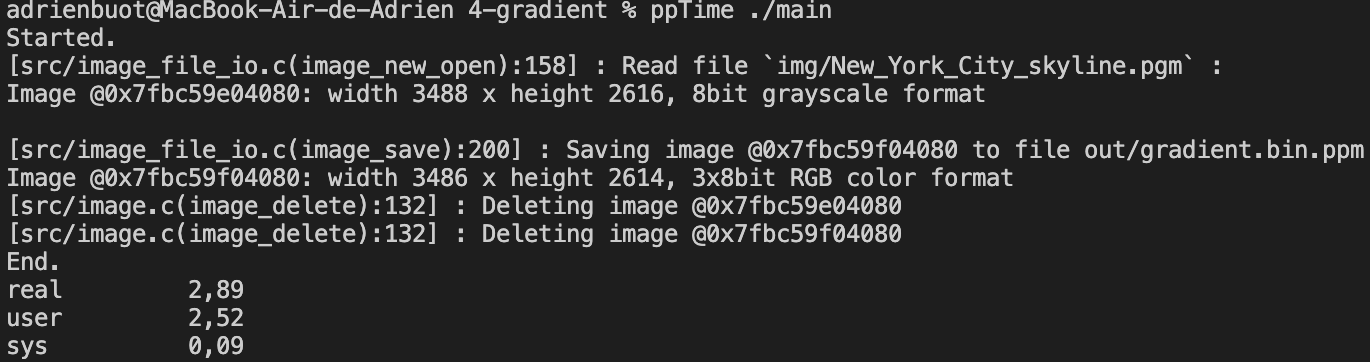 adrienbuot@MacBook-Air-de-Adrien 4-gradient % ppTime ./main
Started.
[src/image_file_io.c(image_new_open):158] : Read file `img/New_York_City_skyline.pgm` :
Image @0x7fbc59e04080: width 3488 x height 2616, 8bit grayscale format
[src/image_file_io.c(image_save):200] : Saving image @0x7fbc59f04080 to file out/gradient.bin.ppm
Image @0x7fbc59f04080: width 3486 x height 2614, 3x8bit RGB color format
[src/image.c(image_delete):132] : Deleting image @0x7fbc59e04080
[src/image.c(image_delete):132] : Deleting image @0x7fbc59f04080
End.
real 2,89
user 2,52
sys 0,09